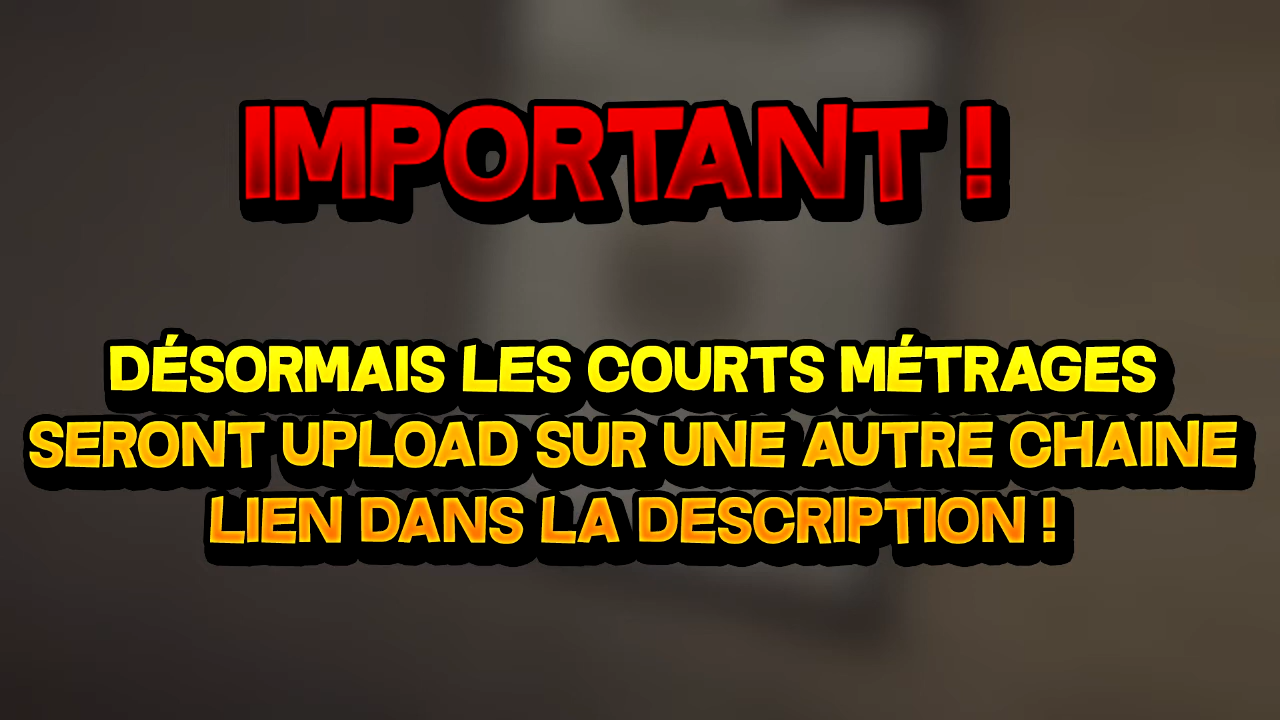 IMPORTANT !
DÉSORMAIS LES COURTS MÉTRAGES
SERONT UPLOAD SUR UNE AUTRE CHAINE
LIEN DANS LA DESCRIPTION !